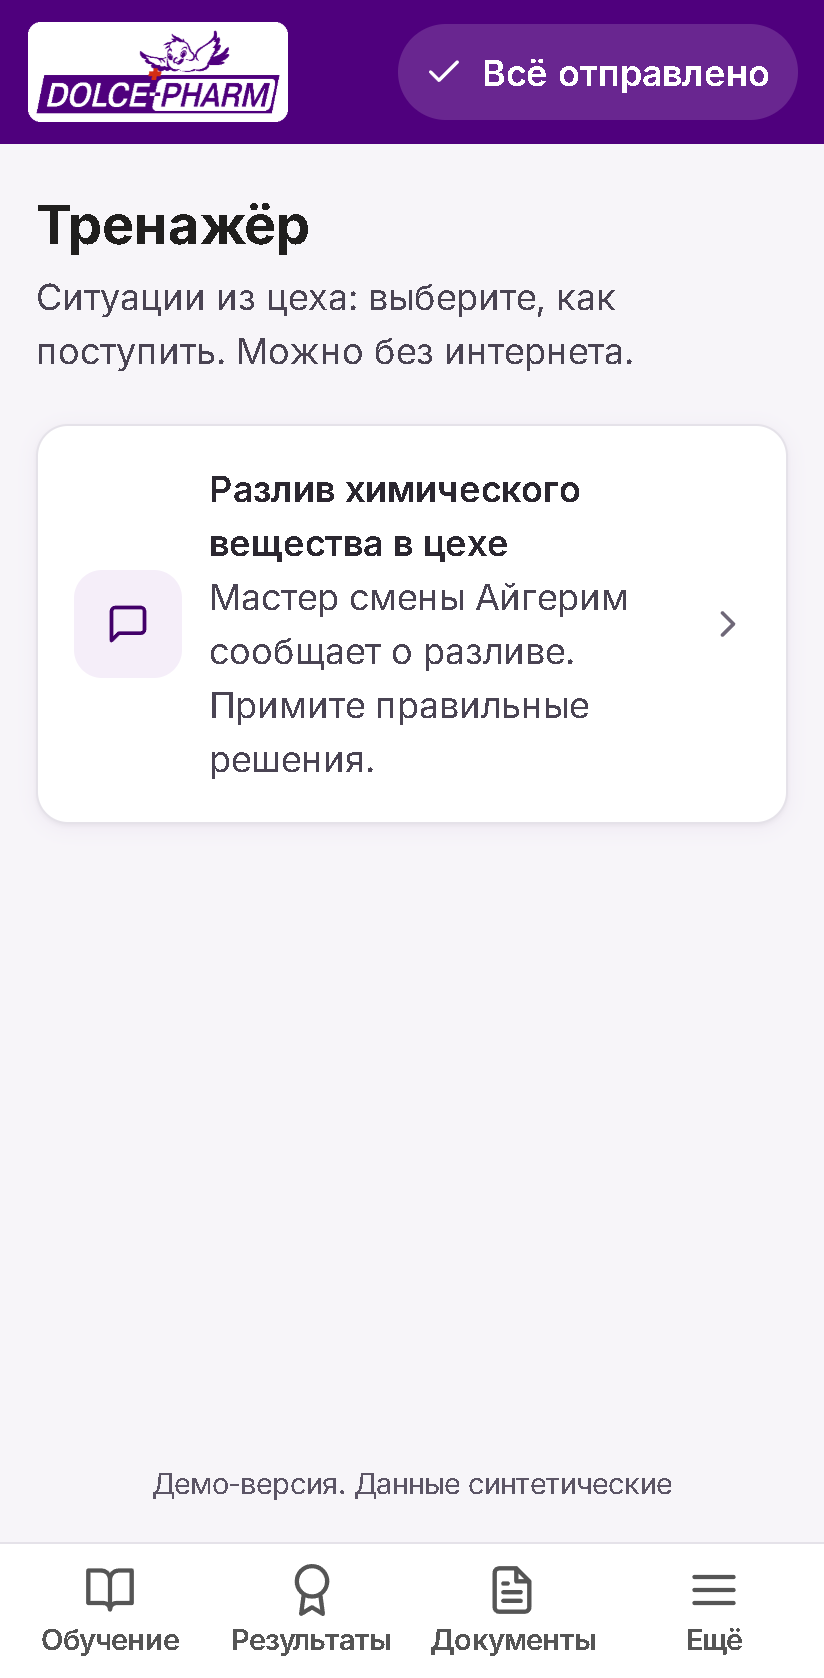 DOLCE-PHARM
Всё отправлено
Тренажёр
Ситуации из цеха: выберите, как
поступить. Можно без интернета.
Разлив химического
вещества в цехе
Мастер смены Айгерим
сообщает о разливе.
Примите правильные
решения.
Демо-версия. Данные синтетические
Обучение
Результаты
Документы
Ещё